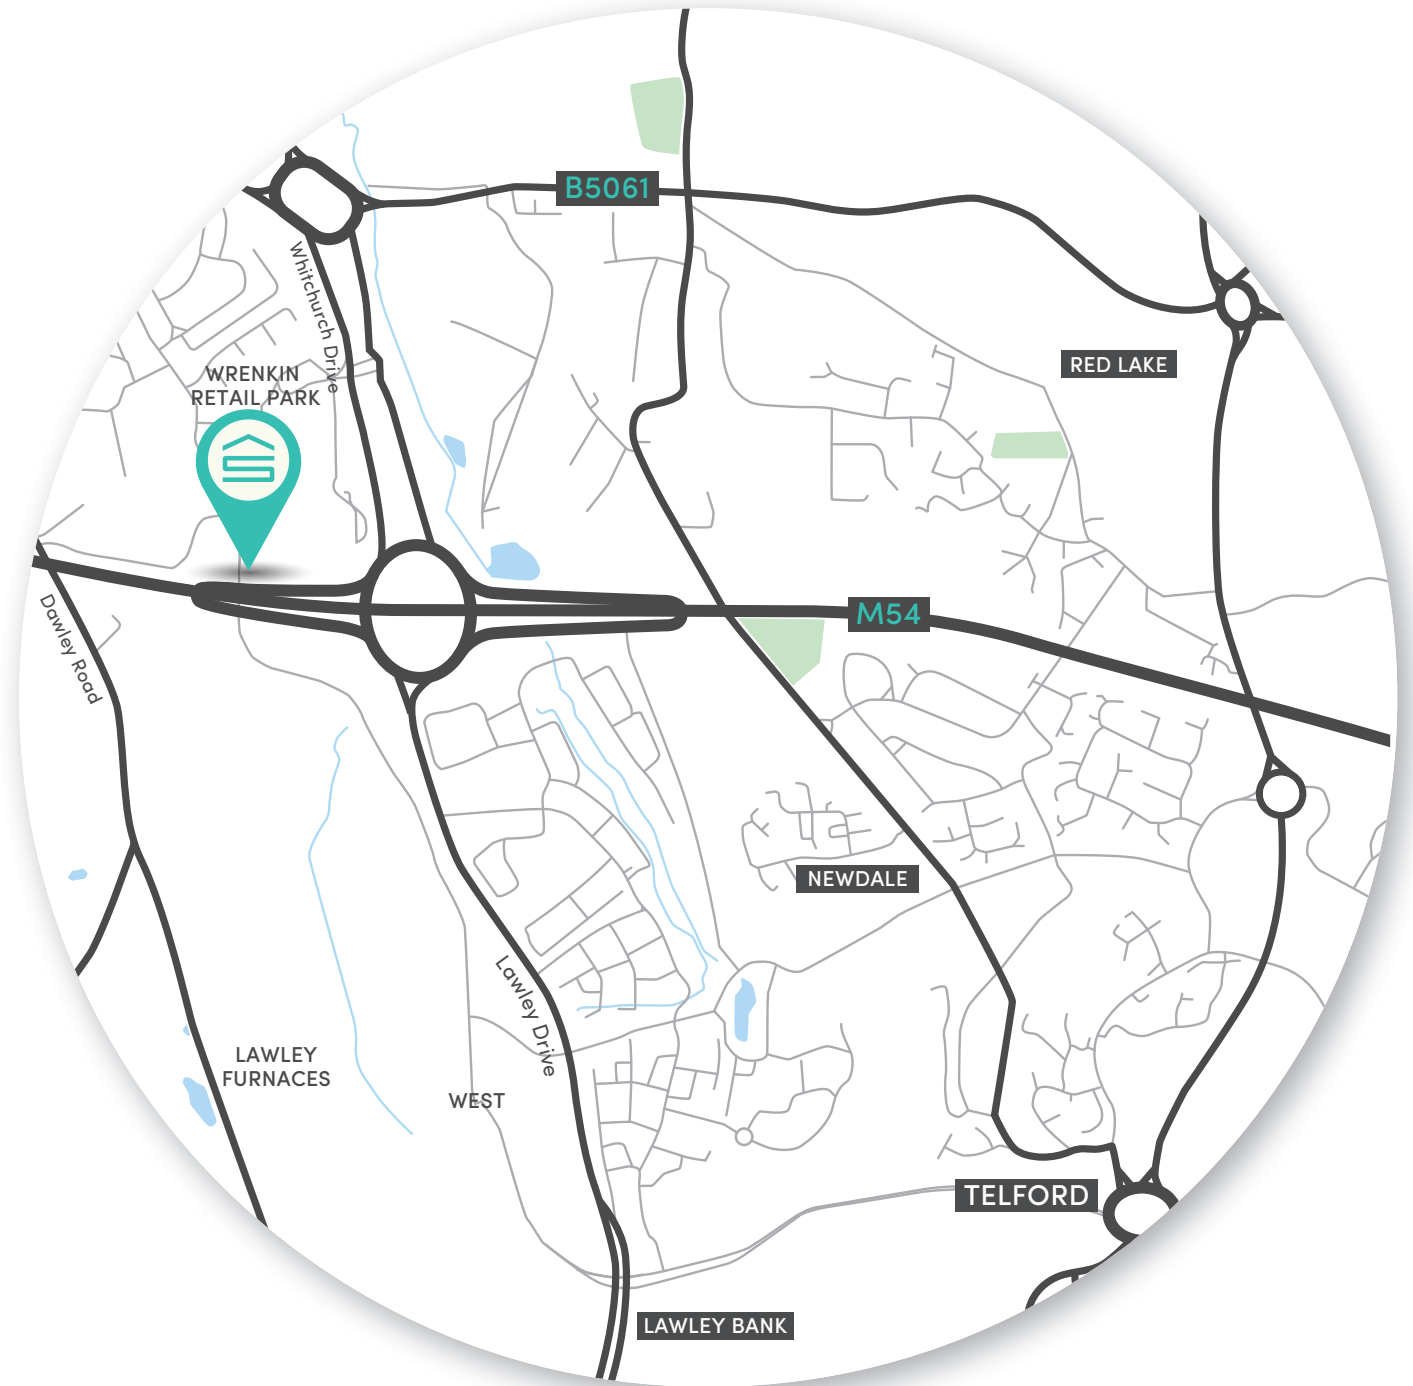 B5061
Whitchurch Drive
RED LAKE
WRENKIN
RETAIL PARK
M54
Dawley Road
NEWDALE
Lawley Drive
LAWLEY
FURNACES
WEST
TELFORD
LAWLEY BANK